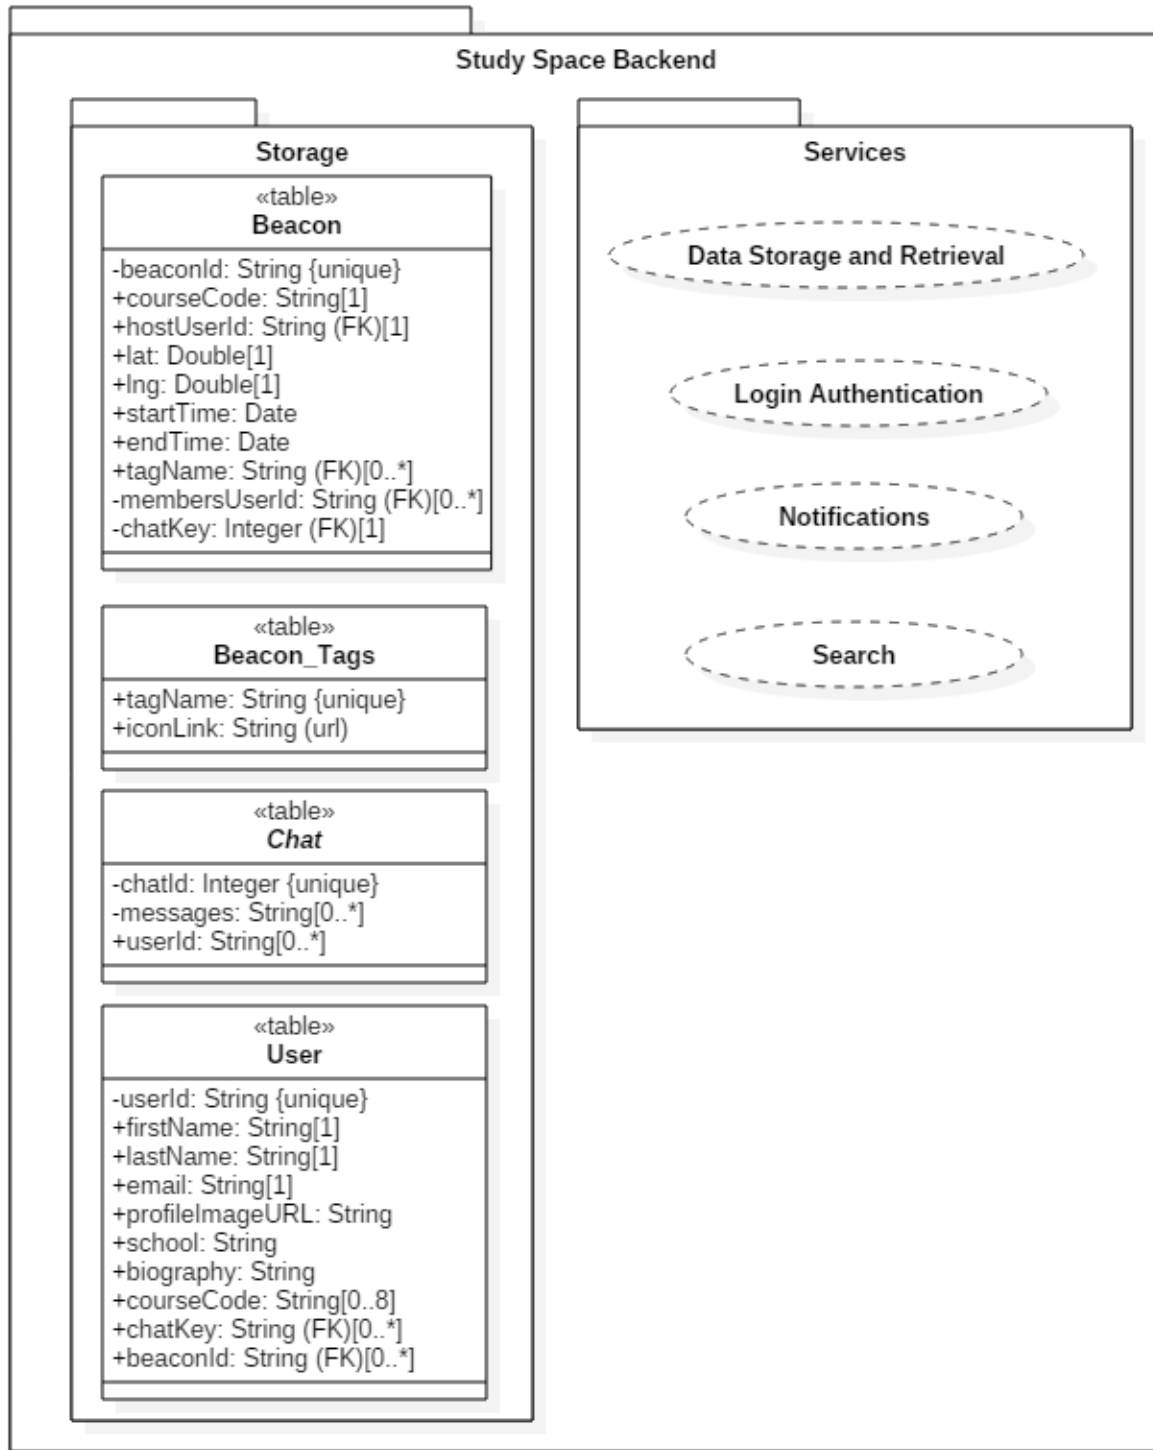 Study Space Backend
Storage
«table»
Beacon
-beaconId: String {unique}
+courseCode: String[1]
+hostUserId: String (FK)[1]
+lat: Double[1]
+lng: Double[1]
+startTime: Date
+endTime: Date
+tagName: String (FK)[0..*]
-membersUserId: String (FK)[0..*]
-chatKey: Integer (FK)[1]
«table»
Beacon_Tags
+tagName: String {unique}
+iconLink: String (url)
«table»
Chat
-chatId: Integer {unique}
-messages: String[0..*]
+userId: String[0..*]
«table»
User
-userId: String {unique}
+firstName: String[1]
+lastName: String[1]
+email: String[1]
+profileImageURL: String
+school: String
+biography: String
+courseCode: String[0..8]
+chatKey: String (FK)[0..*]
+beaconId: String (FK)[0..*]
Services
Data Storage and Retrieval
Login Authentication
Notifications
Search